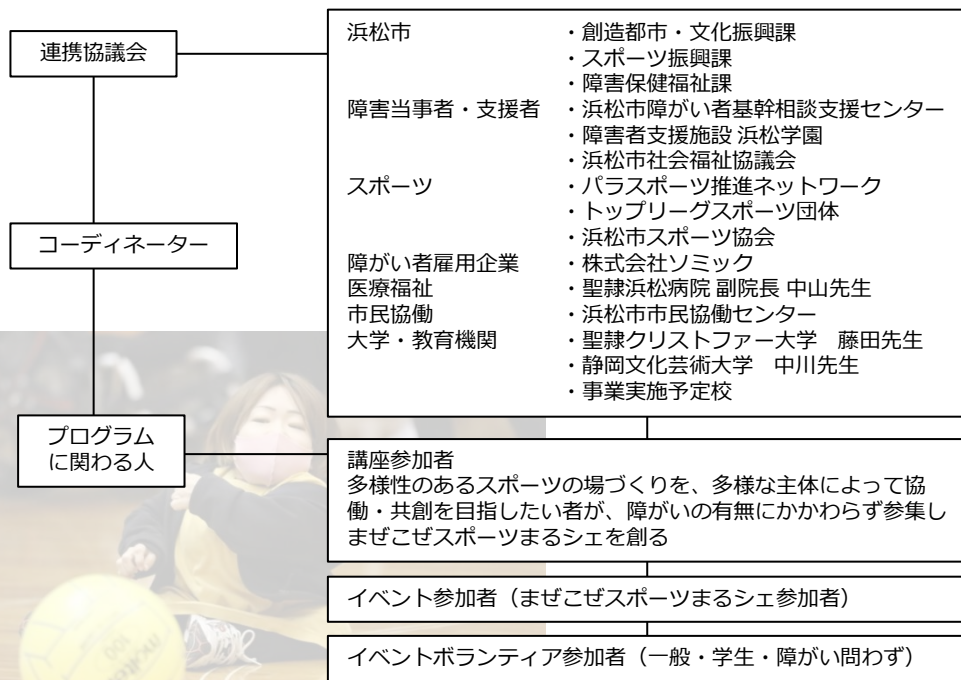 連携協議会
浜松市 ・創造都市・文化振興課
・スポーツ振興課
・障害保健福祉課
障害当事者・支援者 ・浜松市障がい者基幹相談支援センター
・障害者支援施設 浜松学園
・浜松市社会福祉協議会
スポーツ ・パラスポーツ推進ネットワーク
・トップリーグスポーツ団体
・浜松市スポーツ協会
障がい者雇用企業 ・株式会社ソミック
医療福祉 ・聖隷浜松病院 副院長 中山先生
市民協働 ・浜松市市民協働センター
大学・教育機関 ・聖隷クリストファー大学 藤田先生
・静岡文化芸術大学 中川先生
・事業実施予定校
コーディネーター
プログラム
に関わる人
講座参加者
多様性のあるスポーツの場づくりを、多様な主体によって協
働・共創を目指したい者が、障がいの有無にかかわらず参集し
まぜこぜスポーツまるシェを創る
イベント参加者（まぜこぜスポーツまるシェ参加者）
イベントボランティア参加者（一般・学生・障がい問わず）